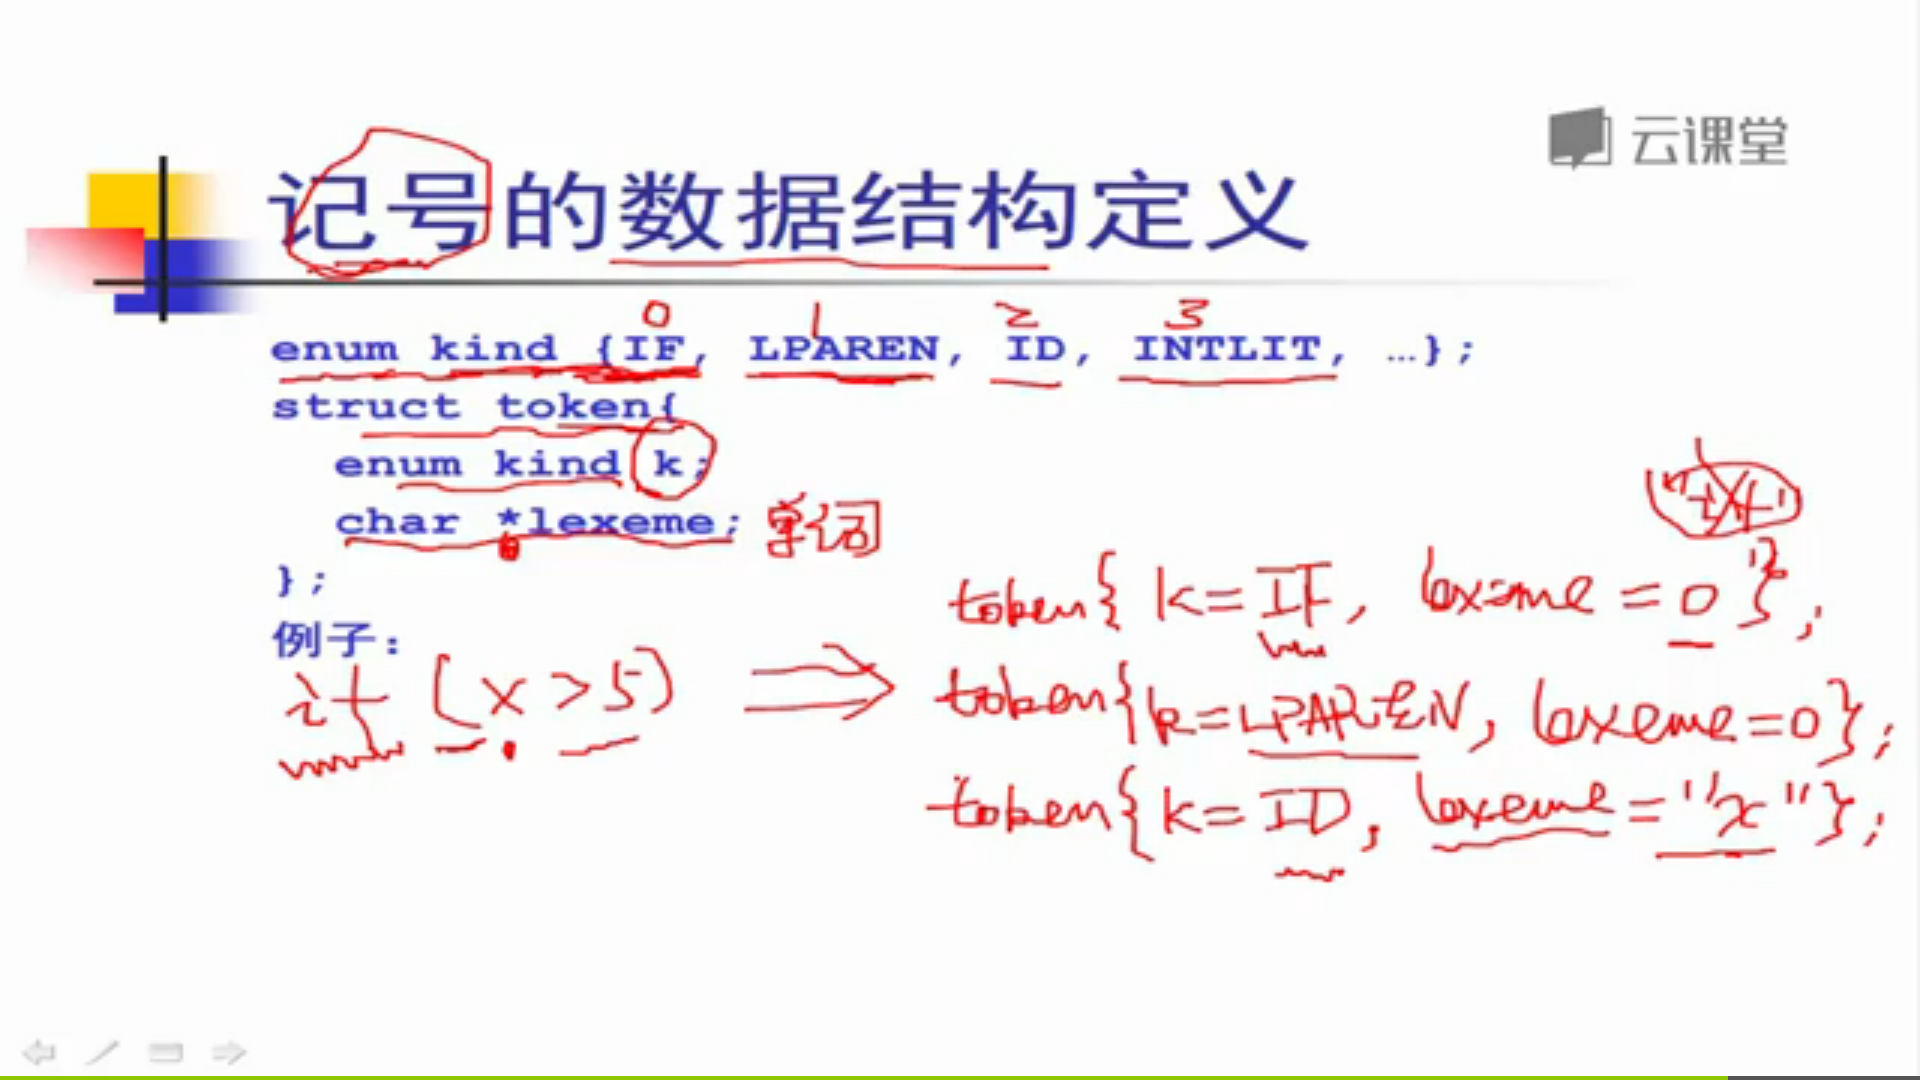 云课堂
记号的数据结构定义
0 1 2 3
enum kind {IF, LPAREN, ID, INTLIT, …};
struct token{
enum kind k;
char *lexeme; 单词
};
token{ k=IF, lexeme=0};
例子:
if (x>5) ⇒
token{k=LPAREN, lexeme=0};
token{k=ID, lexeme="x"};